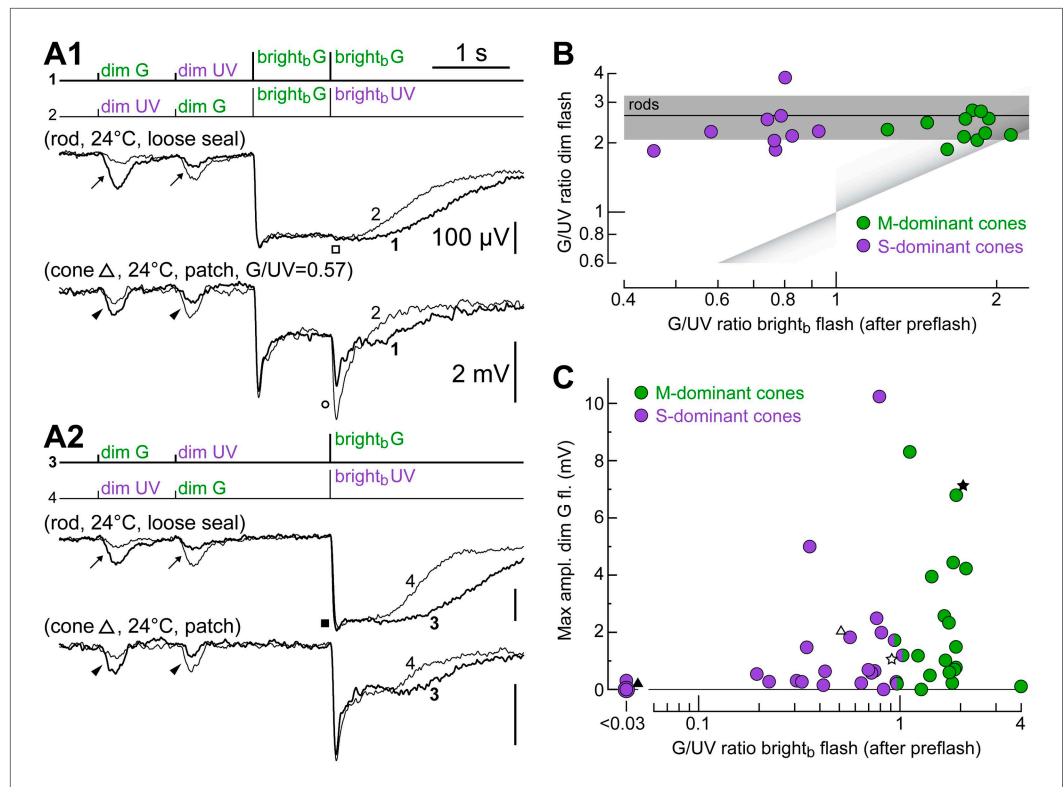 A1
1 s
dim G dim UV bright_b G bright_b G
1
dim UV dim G bright_b G bright_b UV
2
(rod, 24°C, loose seal)
2
1
100 µV
(cone △, 24°C, patch, G/UV=0.57)
2
1
2 mV
A2
dim G dim UV bright_b G
3
dim UV dim G bright_b UV
4
(rod, 24°C, loose seal)
4
3
(cone △, 24°C, patch)
4
3
B
G/UV ratio dim flash
4
3
2
1
0.8
0.6
rods
M-dominant cones
S-dominant cones
0.4 0.6 0.8 1 2
G/UV ratio bright_b flash (after preflash)
C
M-dominant cones
S-dominant cones
Max ampl. dim G fl. (mV)
10
8
6
4
2
0
<0.03 0.1 1 4
G/UV ratio bright_b flash (after preflash)